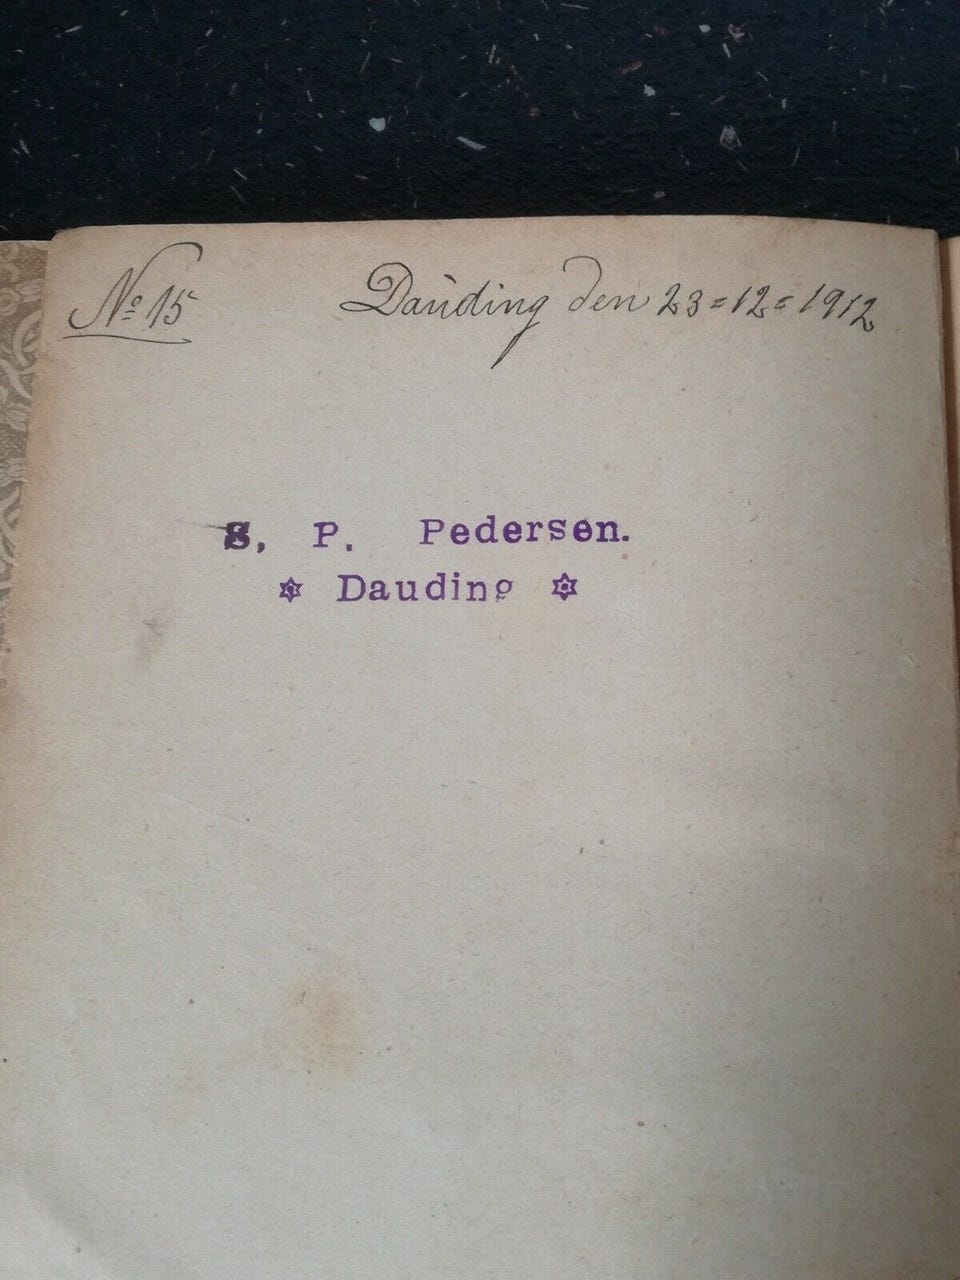 No 15 Dauding den 23=12=1912
S, P. Pedersen.
✡ Dauding ✡